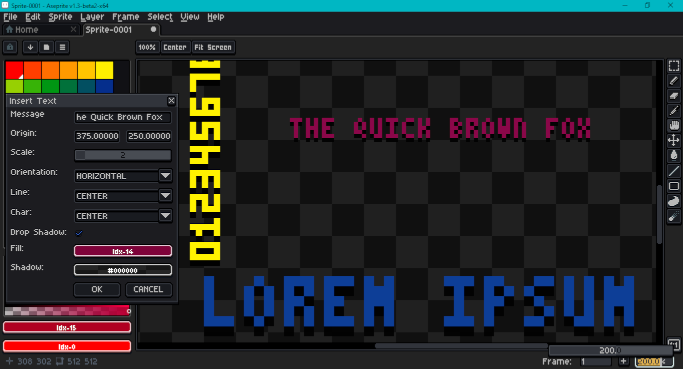 Sprite-0001 - Aseprite v1.3-beta2-x64
File Edit Sprite Layer Frame Select View Help
Home
Sprite-0001
100% Center Fit Screen
Insert Text
Message he Quick Brown Fox
Origin: 375.00000 250.00000
Scale: 2
Orientation: HORIZONTAL
Line: CENTER
Char: CENTER
Drop Shadow:
Fill: Idx-14
Shadow: #000000
OK CANCEL
THE QUICK BROWN FOX
LOREM IPSUM
Idx-15
Idx-0
200.0
308 302 512 512
Frame: 1
200.0